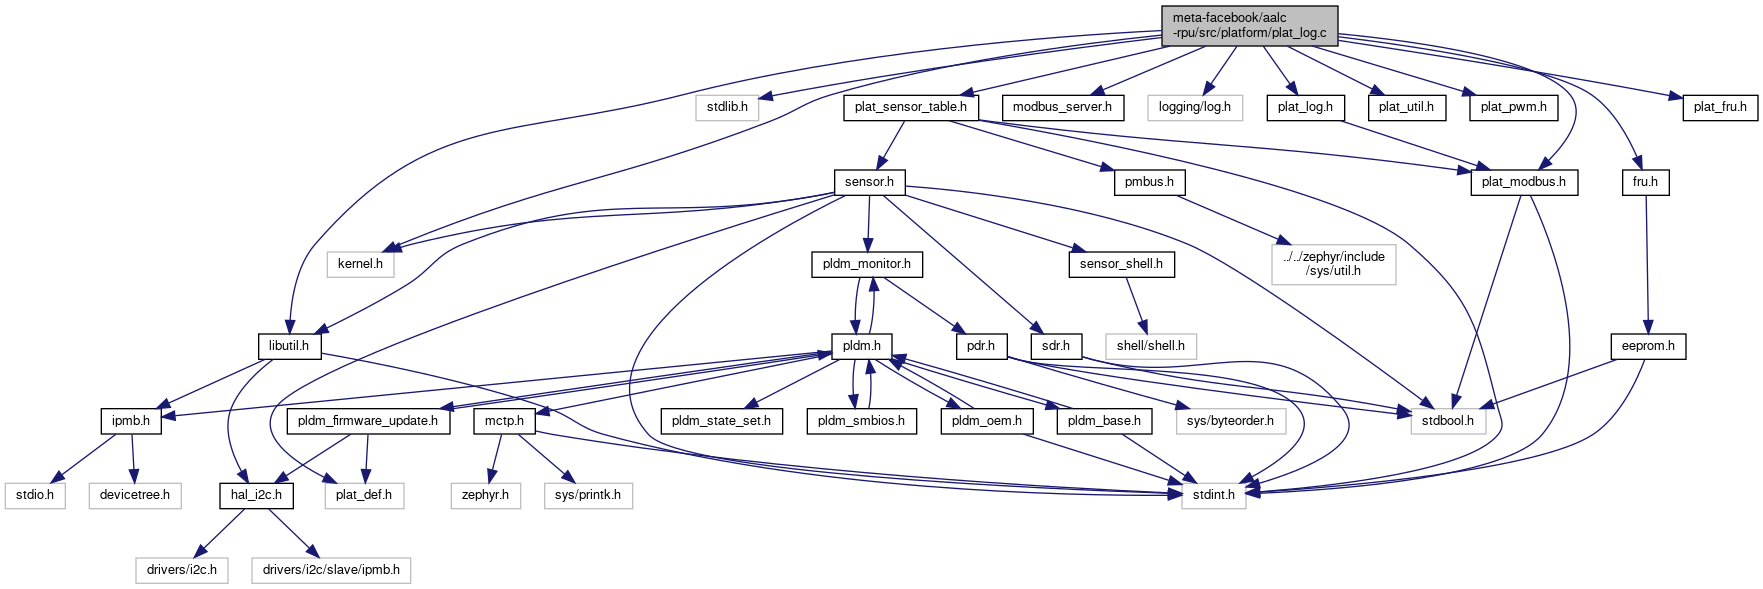 meta-facebook/aalc
-rpu/src/platform/plat_log.c
stdlib.h
plat_sensor_table.h
modbus_server.h
logging/log.h
plat_log.h
plat_util.h
plat_pwm.h
plat_fru.h
sensor.h
pmbus.h
plat_modbus.h
fru.h
kernel.h
pldm_monitor.h
sensor_shell.h
../../zephyr/include
/sys/util.h
libutil.h
pldm.h
pdr.h
sdr.h
shell/shell.h
eeprom.h
ipmb.h
pldm_firmware_update.h
mctp.h
pldm_state_set.h
pldm_smbios.h
pldm_oem.h
pldm_base.h
sys/byteorder.h
stdbool.h
stdio.h
devicetree.h
hal_i2c.h
plat_def.h
zephyr.h
sys/printk.h
stdint.h
drivers/i2c.h
drivers/i2c/slave/ipmb.h